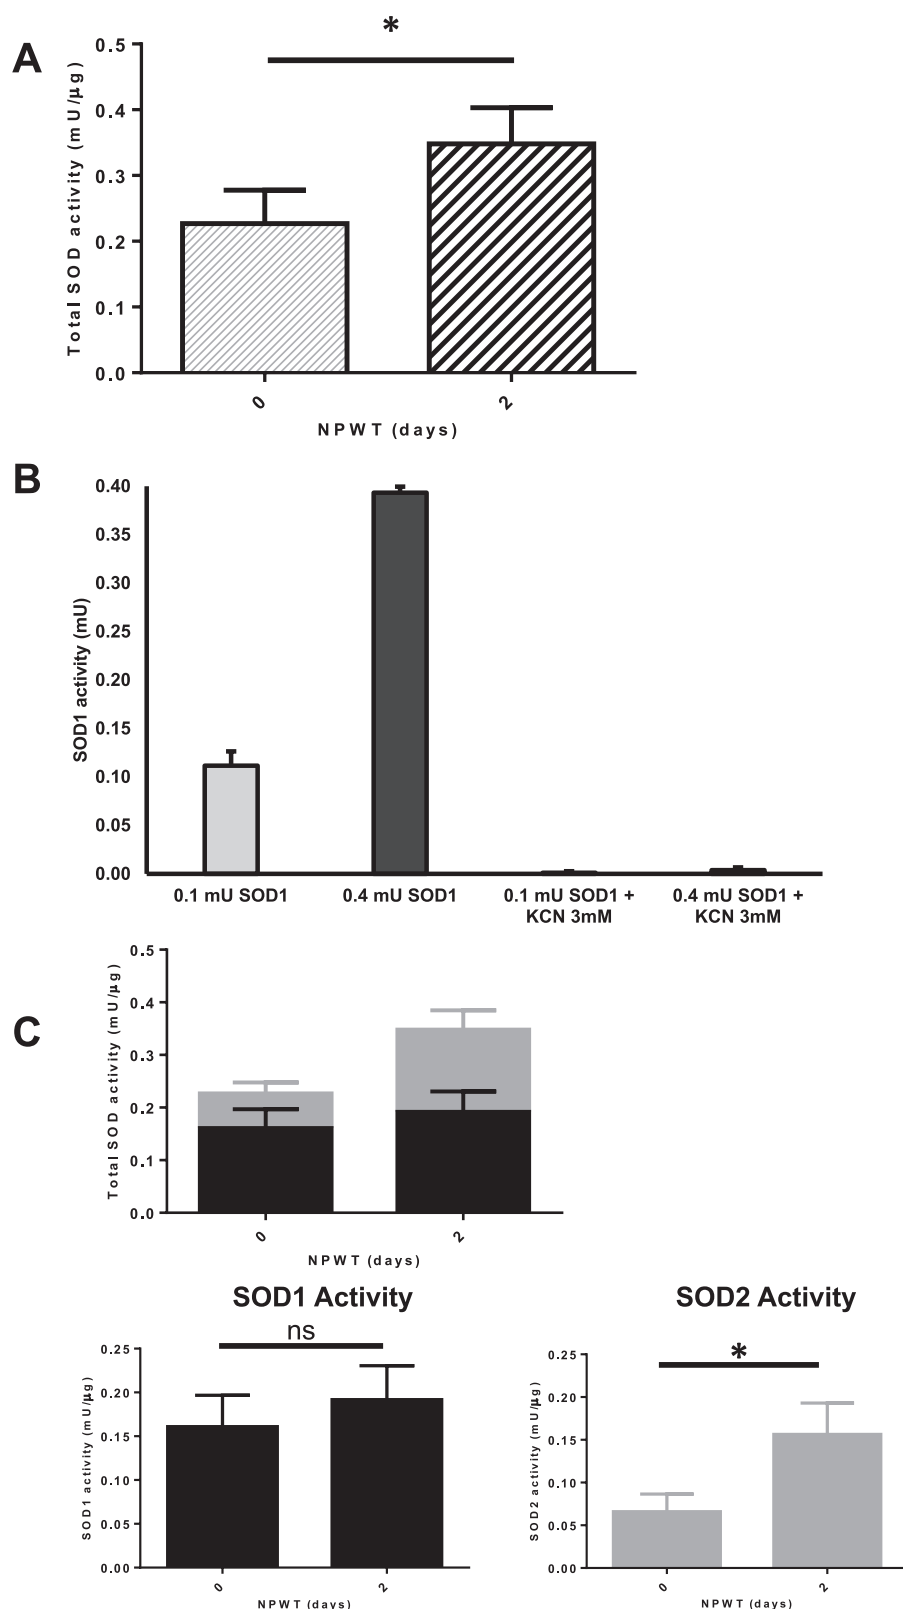 A
*
Total SOD activity (mU/µg)
0.5
0.4
0.3
0.2
0.1
0.0
0
2
NPWT (days)
B
SOD1 activity (mU)
0.40
0.35
0.30
0.25
0.20
0.15
0.10
0.05
0.00
0.1 mU SOD1
0.4 mU SOD1
0.1 mU SOD1 +
KCN 3mM
0.4 mU SOD1 +
KCN 3mM
C
Total SOD activity (mU/µg)
0.5
0.4
0.3
0.2
0.1
0.0
0
2
NPWT (days)
SOD1 Activity
ns
SOD1 activity (mU/µg)
0.25
0.20
0.15
0.10
0.05
0.00
0
2
NPWT (days)
SOD2 Activity
*
SOD2 activity (mU/µg)
0.25
0.20
0.15
0.10
0.05
0.00
0
2
NPWT (days)